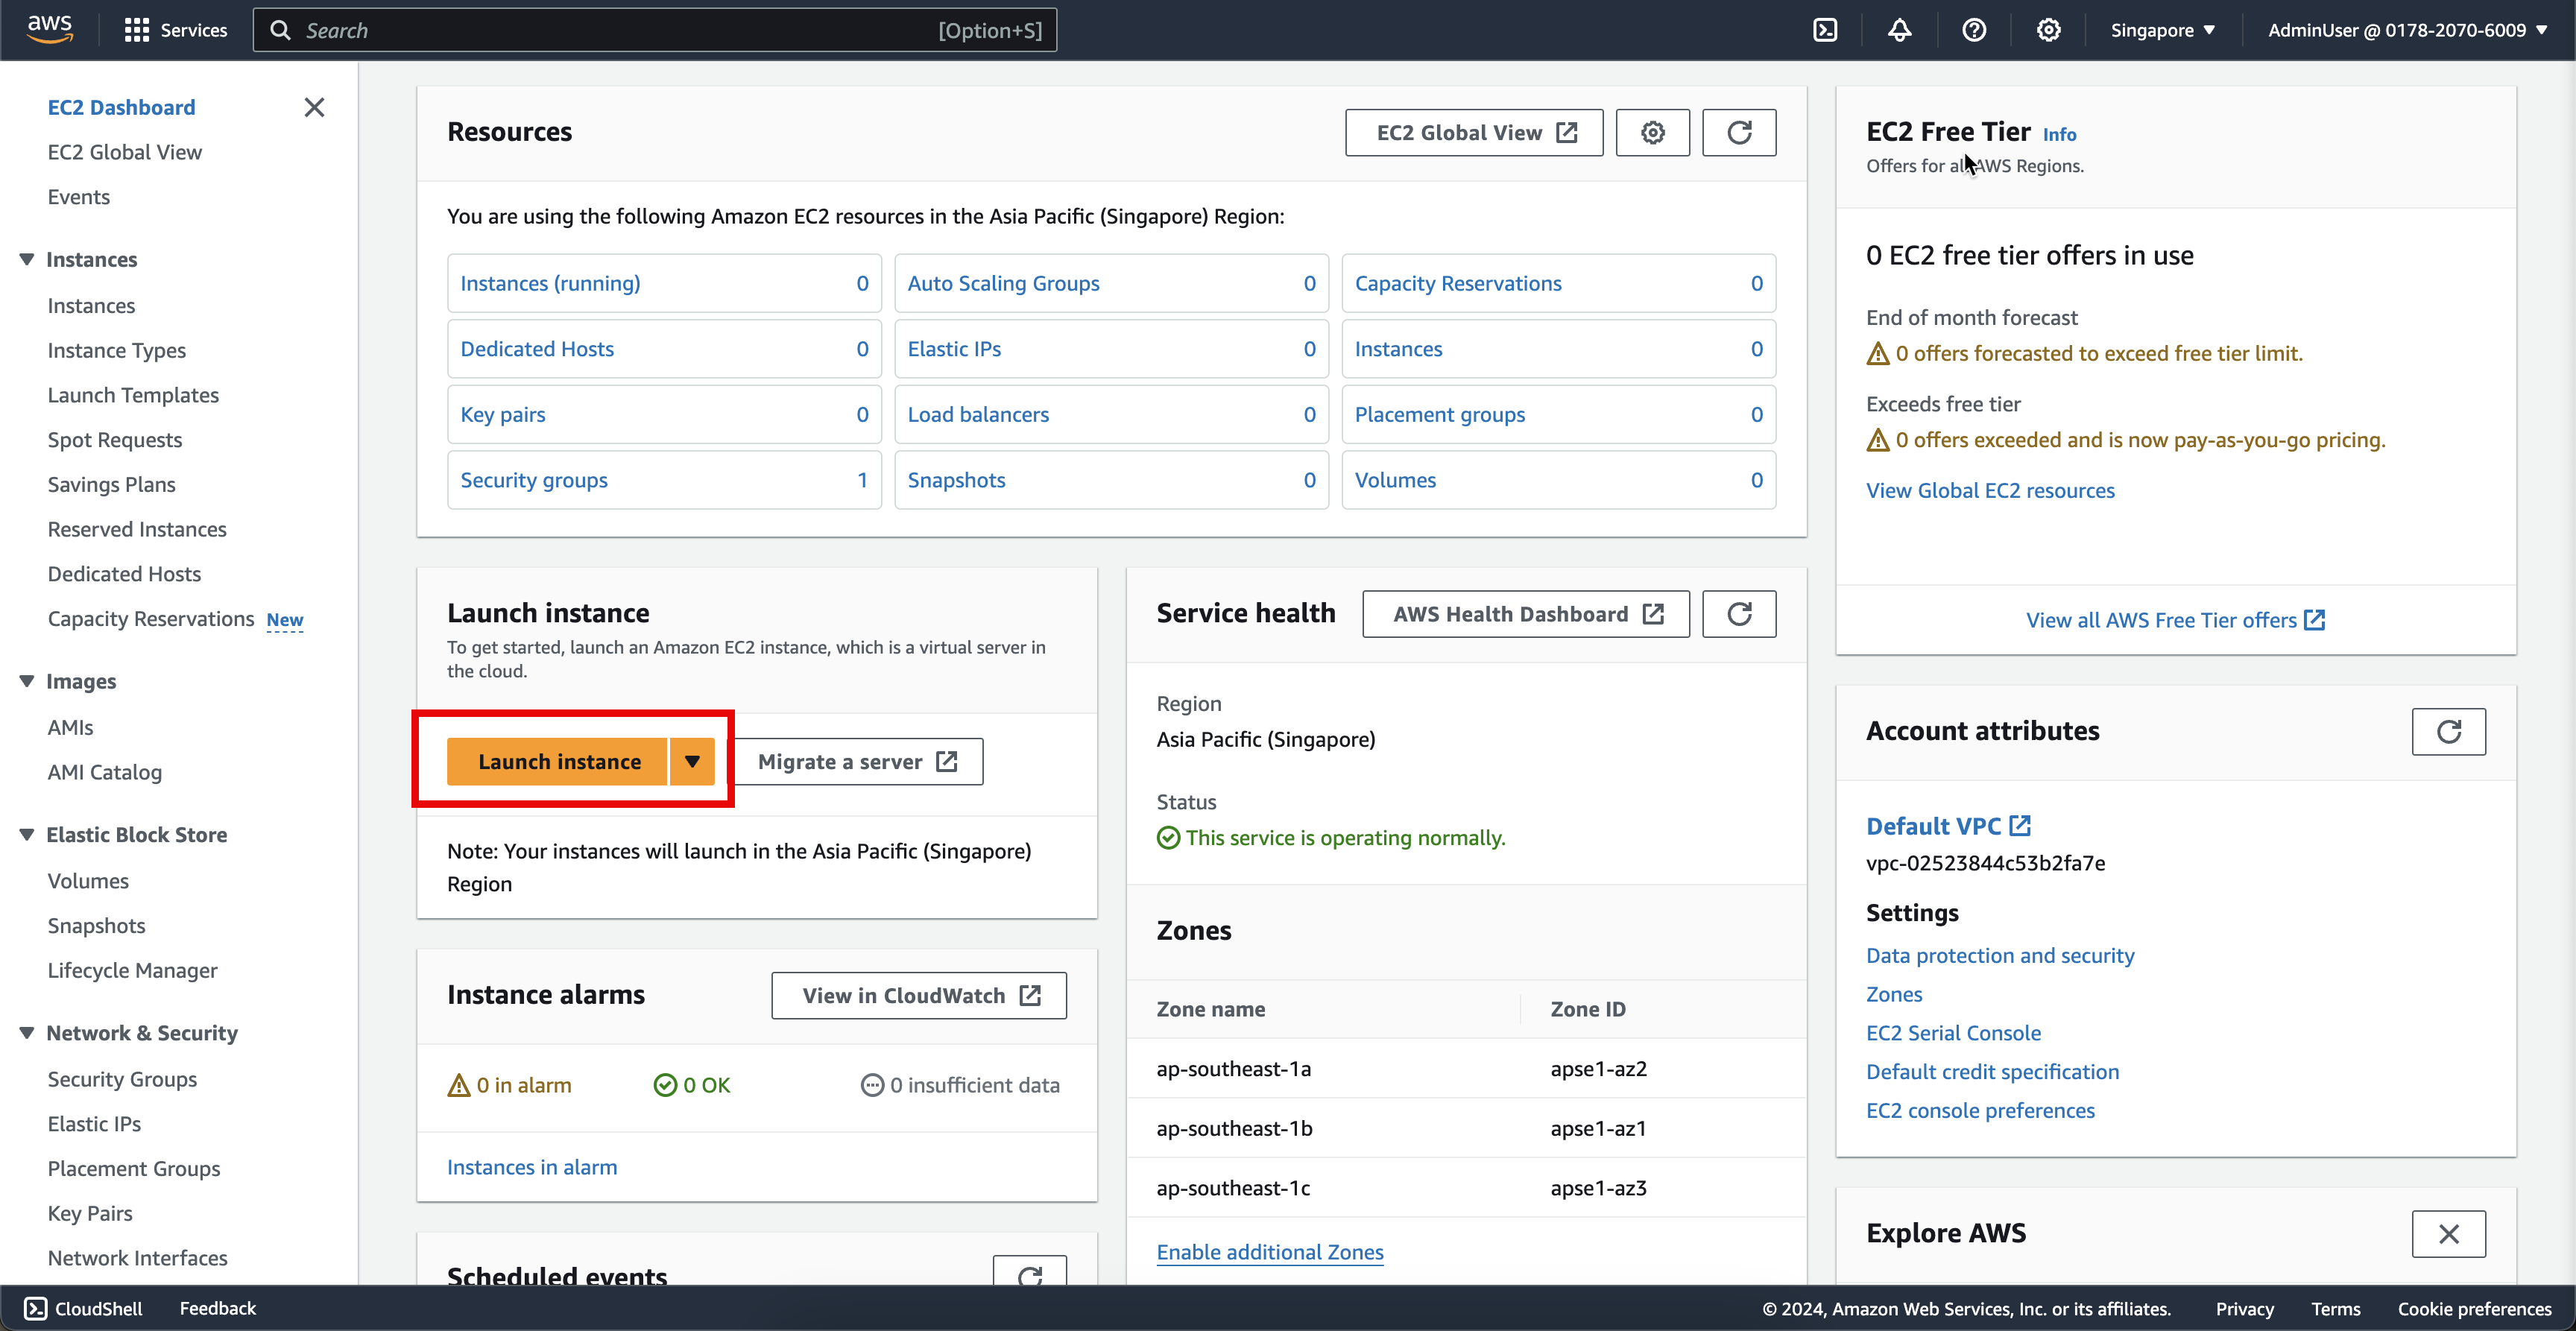 aws
Services
Search
[Option+S]
Singapore
AdminUser @ 0178-2070-6009
EC2 Dashboard
EC2 Global View
Events
Instances
Instances
Instance Types
Launch Templates
Spot Requests
Savings Plans
Reserved Instances
Dedicated Hosts
Capacity Reservations New
Images
AMIs
AMI Catalog
Elastic Block Store
Volumes
Snapshots
Lifecycle Manager
Network & Security
Security Groups
Elastic IPs
Placement Groups
Key Pairs
Network Interfaces
Resources
EC2 Global View
You are using the following Amazon EC2 resources in the Asia Pacific (Singapore) Region:
Instances (running) 0
Auto Scaling Groups 0
Capacity Reservations 0
Dedicated Hosts 0
Elastic IPs 0
Instances 0
Key pairs 0
Load balancers 0
Placement groups 0
Security groups 1
Snapshots 0
Volumes 0
Launch instance
To get started, launch an Amazon EC2 instance, which is a virtual server in
the cloud.
Launch instance
Migrate a server
Note: Your instances will launch in the Asia Pacific (Singapore)
Region
Instance alarms
View in CloudWatch
0 in alarm
0 OK
0 insufficient data
Instances in alarm
Scheduled events
Service health
AWS Health Dashboard
Region
Asia Pacific (Singapore)
Status
This service is operating normally.
Zones
Zone name Zone ID
ap-southeast-1a apse1-az2
ap-southeast-1b apse1-az1
ap-southeast-1c apse1-az3
Enable additional Zones
EC2 Free Tier Info
Offers for all AWS Regions.
0 EC2 free tier offers in use
End of month forecast
0 offers forecasted to exceed free tier limit.
Exceeds free tier
0 offers exceeded and is now pay-as-you-go pricing.
View Global EC2 resources
View all AWS Free Tier offers
Account attributes
Default VPC
vpc-02523844c53b2fa7e
Settings
Data protection and security
Zones
EC2 Serial Console
Default credit specification
EC2 console preferences
Explore AWS
CloudShell
Feedback
© 2024, Amazon Web Services, Inc. or its affiliates.
Privacy
Terms
Cookie preferences